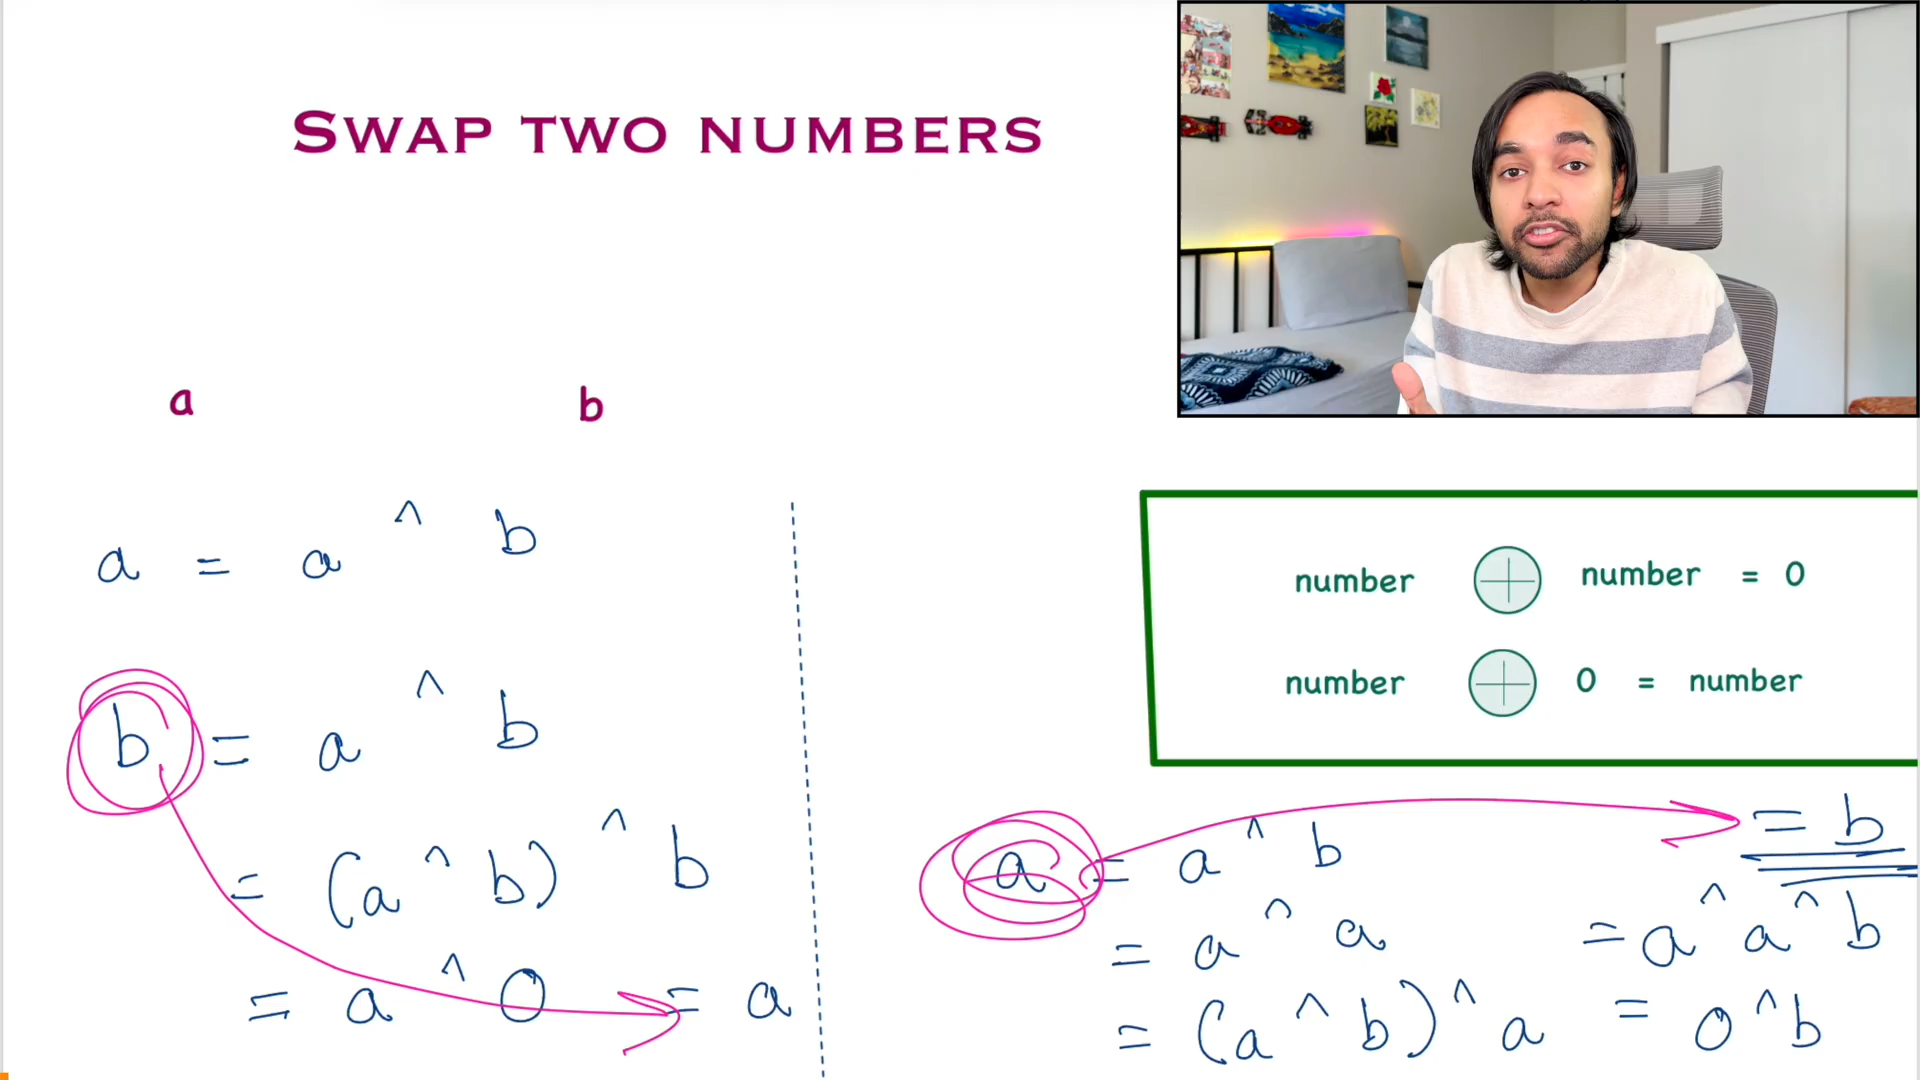 SWAP TWO NUMBERS
a b
a = a ^ b
b = a ^ b
= (a ^ b) ^ b
= a ^ 0 = a
number ⊕ number = 0
number ⊕ 0 = number
a = a ^ b
= a ^ a
= (a ^ b) ^ a
= b
= a ^ a ^ b
= 0 ^ b